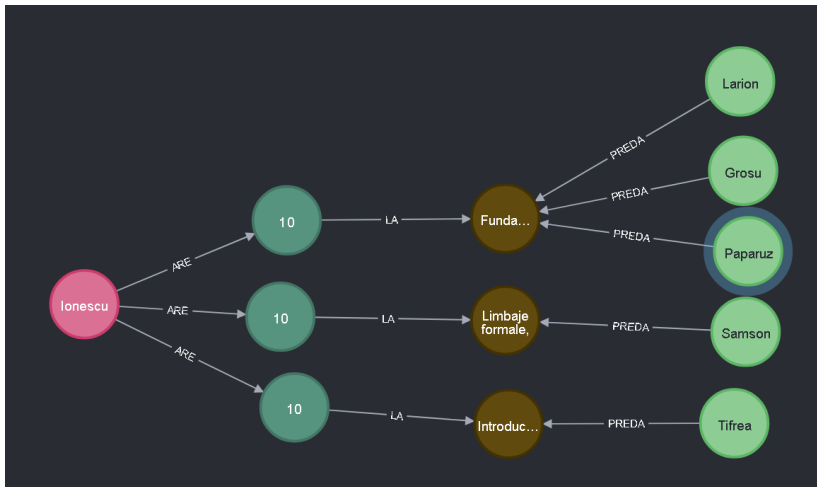 Larion
PREDA
Grosu
PREDA
10
LA
Funda...
PREDA
Paparuz
ARE
Ionescu
ARE
10
LA
Limbaje
formale,
PREDA
Samson
ARE
10
LA
Introduc...
PREDA
Tifrea